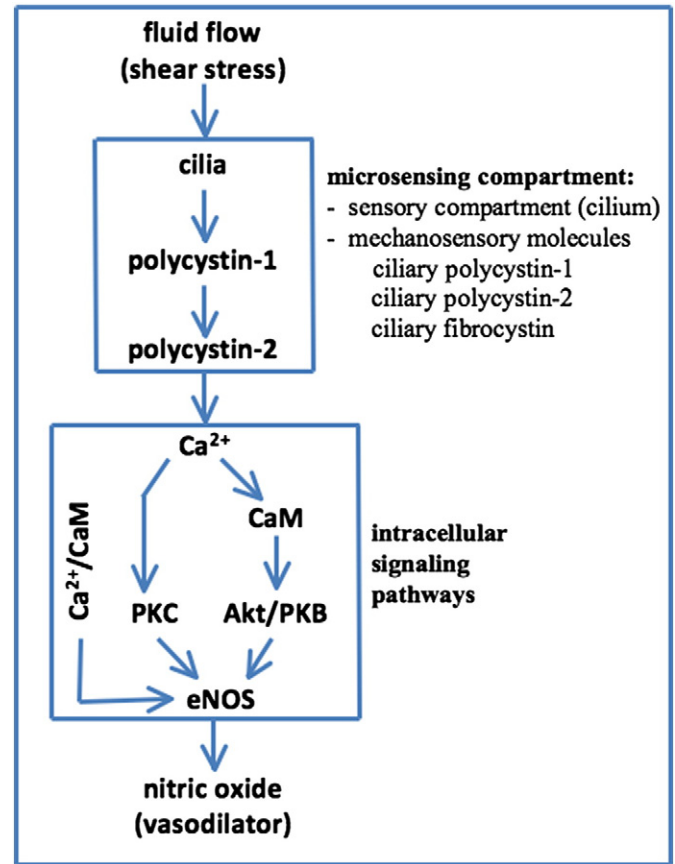 fluid flow
(shear stress)
cilia
polycystin-1
polycystin-2
microsensing compartment:
- sensory compartment (cilium)
- mechanosensory molecules
ciliary polycystin-1
ciliary polycystin-2
ciliary fibrocystin
Ca²⁺
CaM
Ca²⁺/CaM
PKC
Akt/PKB
eNOS
intracellular
signaling
pathways
nitric oxide
(vasodilator)